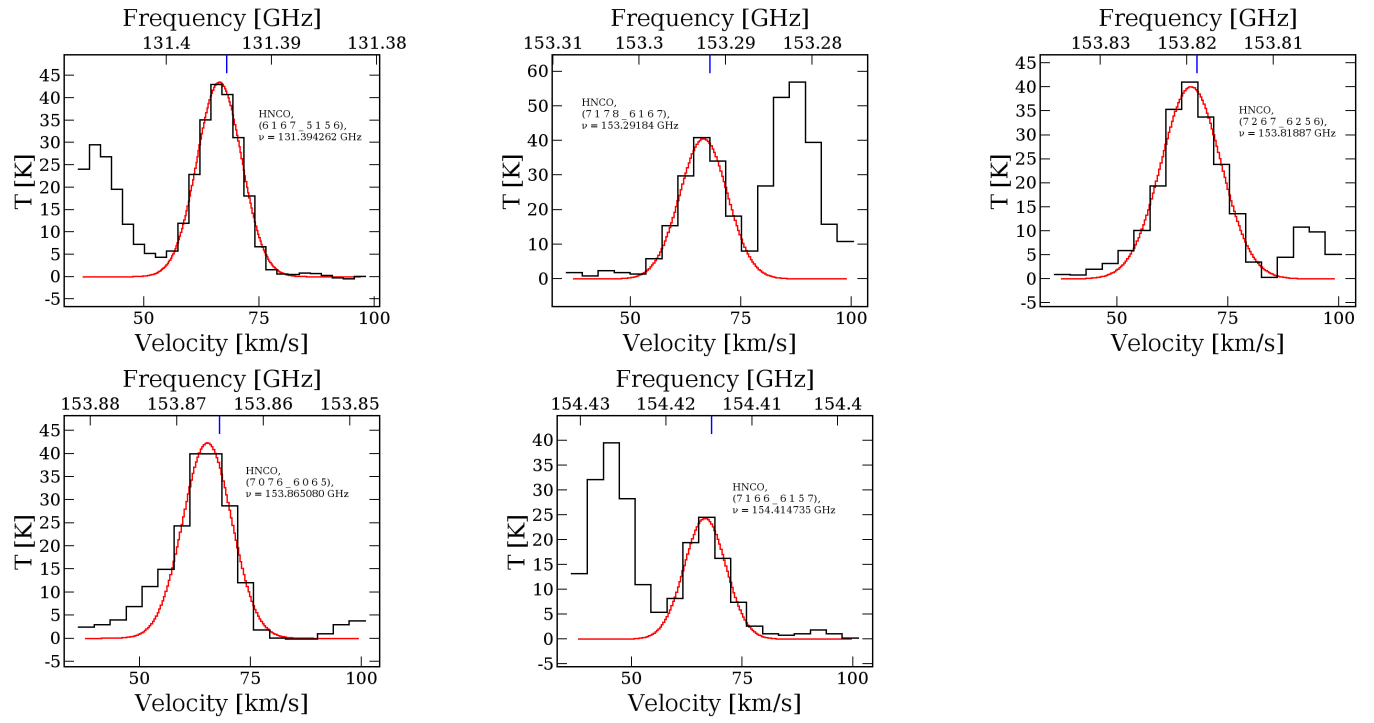 Frequency [GHz]
131.4 131.39 131.38
T [K]
45
40
35
30
25
20
15
10
5
0
-5
HNCO,
(6 1 6 7 _ 5 1 5 6),
ν = 131.394262 GHz
50 75 100
Velocity [km/s]
Frequency [GHz]
153.31 153.3 153.29 153.28
T [K]
60
50
40
30
20
10
0
HNCO,
(7 1 7 8 _ 6 1 6 7),
ν = 153.29184 GHz
50 75 100
Velocity [km/s]
Frequency [GHz]
153.83 153.82 153.81
T [K]
45
40
35
30
25
20
15
10
5
0
-5
HNCO,
(7 2 6 7 _ 6 2 5 6),
ν = 153.81887 GHz
50 75 100
Velocity [km/s]
Frequency [GHz]
153.88 153.87 153.86 153.85
T [K]
45
40
35
30
25
20
15
10
5
0
-5
HNCO,
(7 0 7 6 _ 6 0 6 5),
ν = 153.865080 GHz
50 75 100
Velocity [km/s]
Frequency [GHz]
154.43 154.42 154.41 154.4
T [K]
40
35
30
25
20
15
10
5
0
-5
HNCO,
(7 1 6 6 _ 6 1 5 7),
ν = 154.414735 GHz
50 75 100
Velocity [km/s]